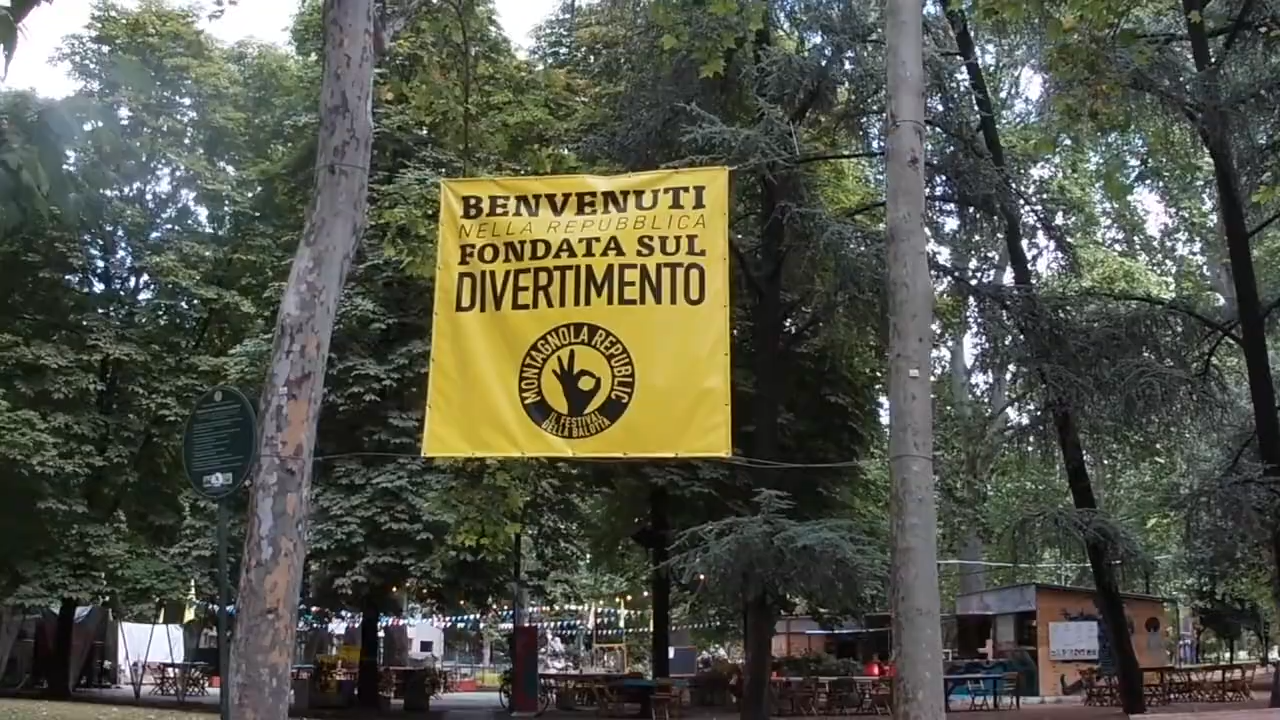 BENVENUTI
NELLA REPUBBLICA
FONDATA SUL
DIVERTIMENTO
MONTAGNOLA REPUBLIC
IL FESTIVAL
DELLA BALOTTA